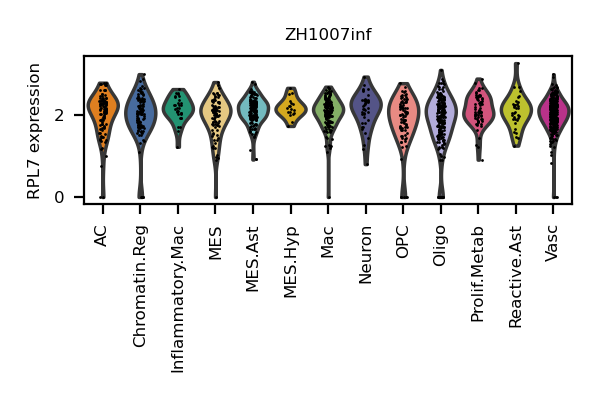 ZH1007inf
RPL7 expression
2
0
AC
Chromatin.Reg
Inflammatory.Mac
MES
MES.Ast
MES.Hyp
Mac
Neuron
OPC
Oligo
Prolif.Metab
Reactive.Ast
Vasc